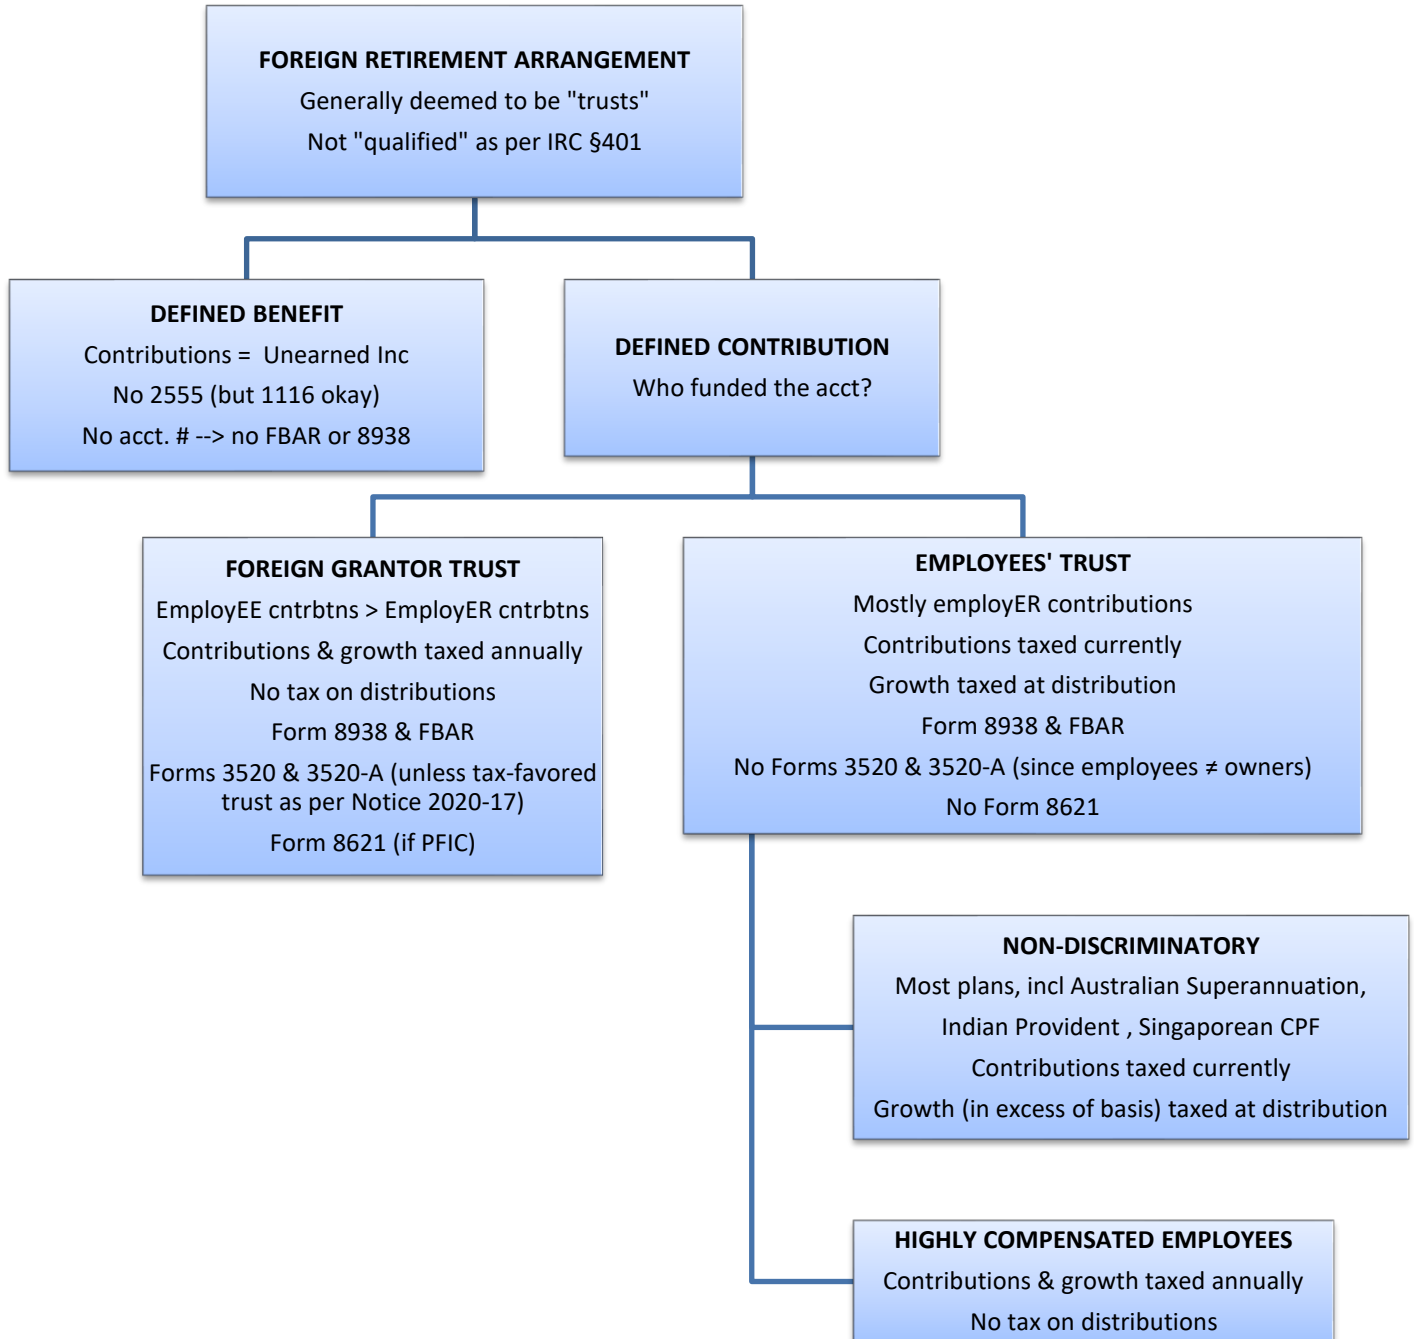 FOREIGN RETIREMENT ARRANGEMENT
Generally deemed to be "trusts"
Not "qualified" as per IRC §401
DEFINED BENEFIT
Contributions = Unearned Inc
No 2555 (but 1116 okay)
No acct. # --> no FBAR or 8938
DEFINED CONTRIBUTION
Who funded the acct?
FOREIGN GRANTOR TRUST
EmployEE cntrbtns > EmployER cntrbtns
Contributions & growth taxed annually
No tax on distributions
Form 8938 & FBAR
Forms 3520 & 3520-A (unless tax-favored
trust as per Notice 2020-17)
Form 8621 (if PFIC)
EMPLOYEES' TRUST
Mostly employER contributions
Contributions taxed currently
Growth taxed at distribution
Form 8938 & FBAR
No Forms 3520 & 3520-A (since employees ≠ owners)
No Form 8621
NON-DISCRIMINATORY
Most plans, incl Australian Superannuation,
Indian Provident , Singaporean CPF
Contributions taxed currently
Growth (in excess of basis) taxed at distribution
HIGHLY COMPENSATED EMPLOYEES
Contributions & growth taxed annually
No tax on distributions